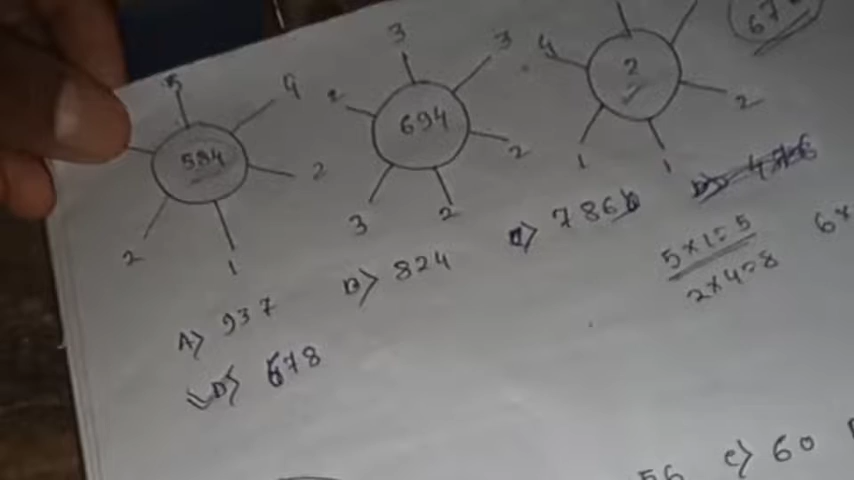 5 4 3 3 4 678
584 2 694 2 2 ? 2
2 1 3 2 1 1
A) 937 B) 824 C) 786
5×1=5 6×
2×4=8
D) 678
56 C) 60